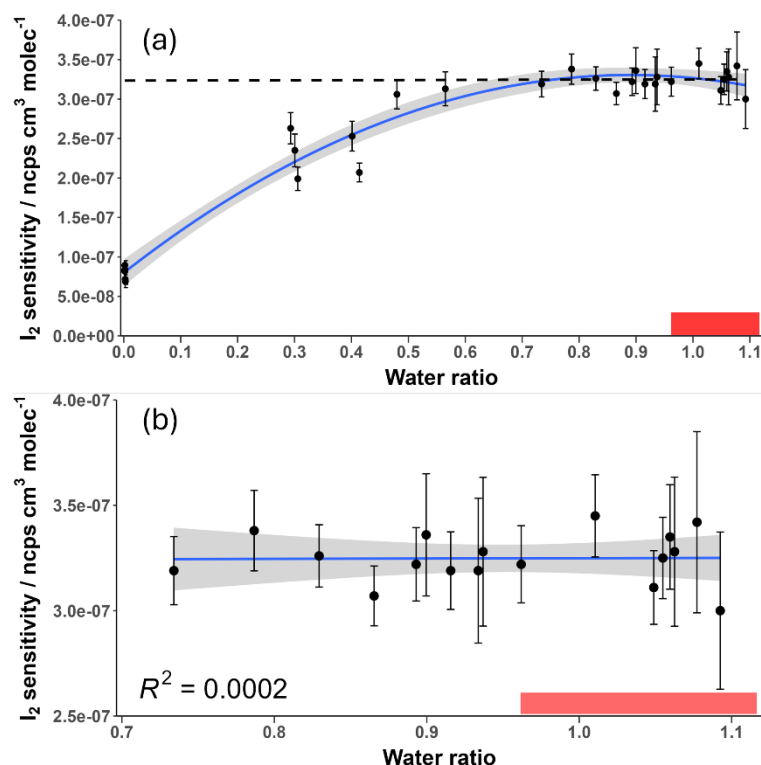 (a)
I₂ sensitivity / ncps cm³ molec⁻¹
4.0e-07
3.5e-07
3.0e-07
2.5e-07
2.0e-07
1.5e-07
1.0e-07
5.0e-08
0.0e+00
0.0 0.1 0.2 0.3 0.4 0.5 0.6 0.7 0.8 0.9 1.0 1.1
Water ratio
(b)
I₂ sensitivity / ncps cm³ molec⁻¹
4.0e-07
3.5e-07
3.0e-07
2.5e-07
R² = 0.0002
0.7 0.9 1.0 1.1
Water ratio